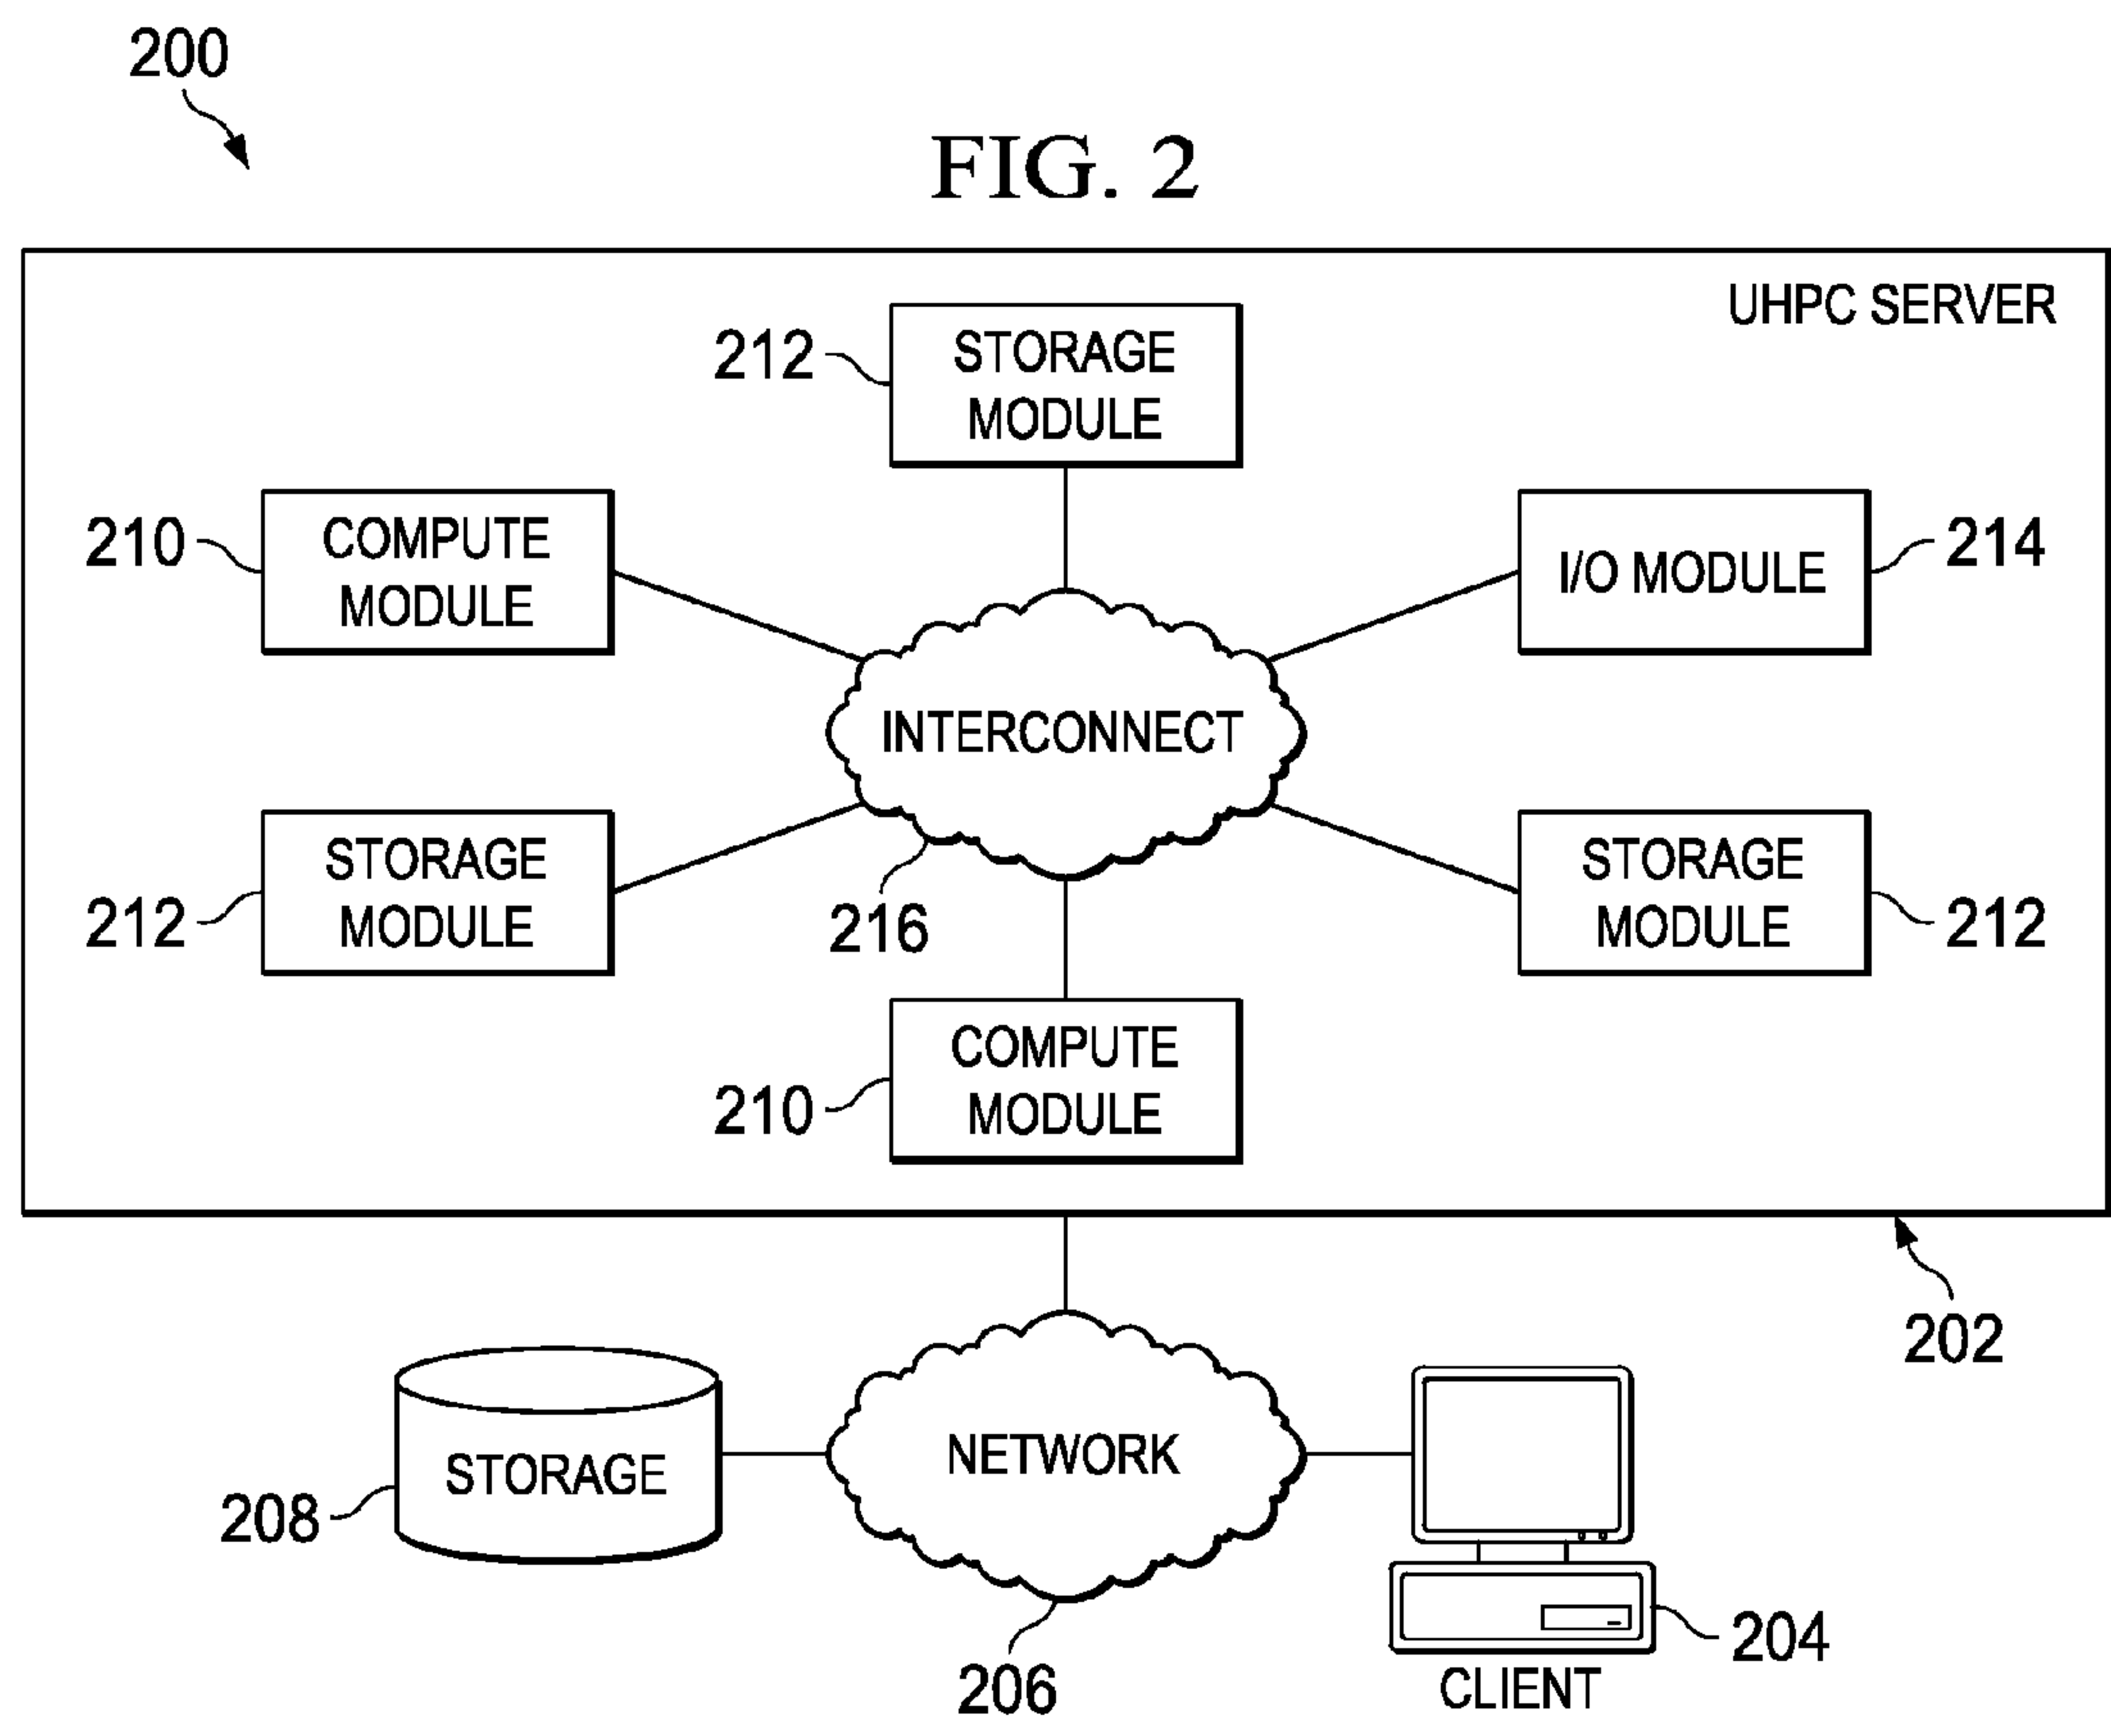 200
FIG. 2
UHPC SERVER
212
STORAGE
MODULE
210
COMPUTE
MODULE
I/O MODULE
214
INTERCONNECT
212
STORAGE
MODULE
216
STORAGE
MODULE
212
210
COMPUTE
MODULE
202
208
STORAGE
NETWORK
206
204
CLIENT